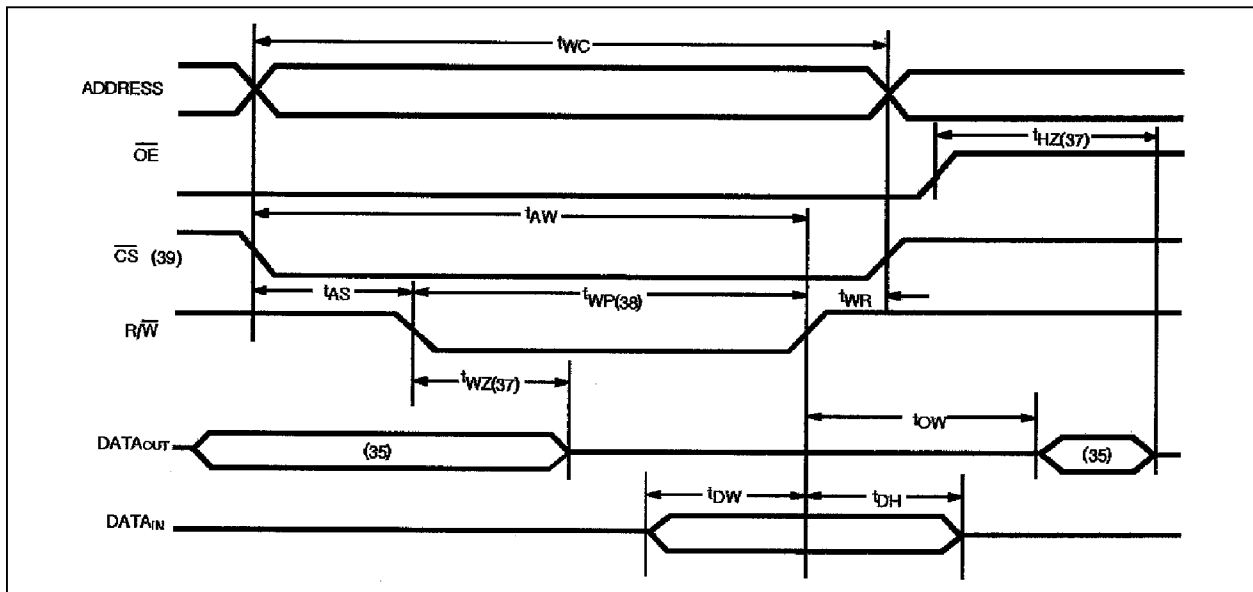 tWC
ADDRESS
tHZ(37)
OE
tAW
CS (39)
tAS
tWP(38)
tWR
R/W
tWZ(37)
tOW
DATAOUT
(35)
(35)
tDW
tDH
DATAIN